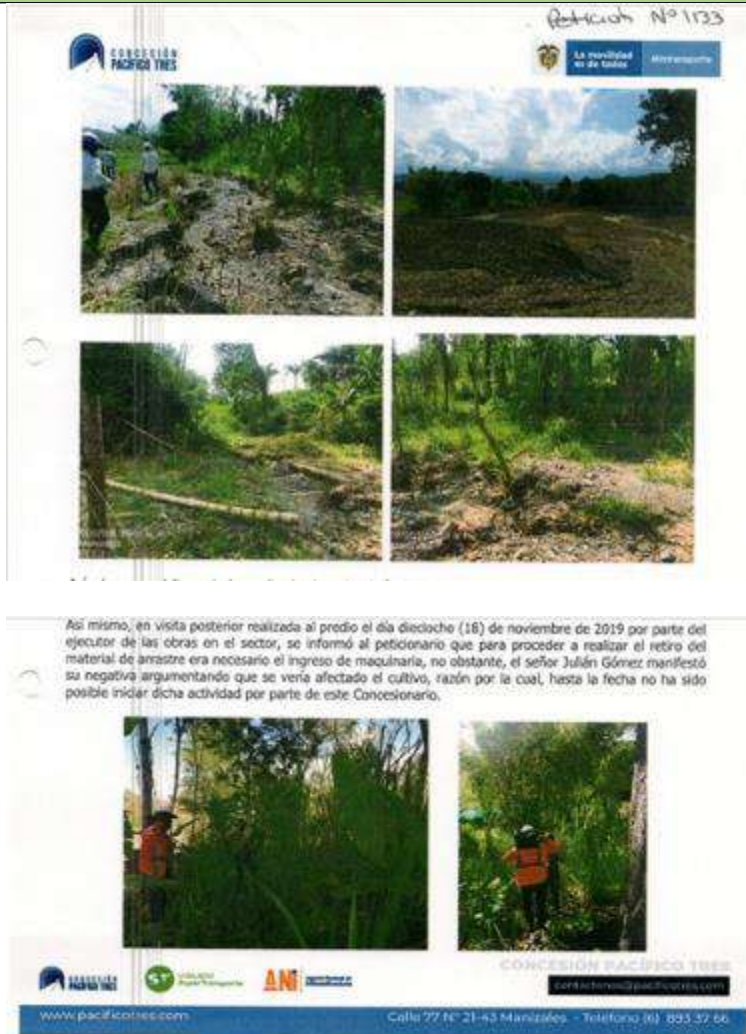 Petición Nº 1133
CONCESIÓN
PACÍFICO TRES
La movilidad
es de todos
Mintransporte
Así mismo, en visita posterior realizada al predio el día dieciocho (18) de noviembre de 2019 por parte del
ejecutor de las obras en el sector, se informó al peticionario que para proceder a realizar el retiro del
material de arrastre era necesario el ingreso de maquinaria, no obstante, el señor Julián Gómez manifestó
su negativa argumentando que se vería afectado el cultivo, razón por la cual, hasta la fecha no ha sido
posible iniciar dicha actividad por parte de este Concesionario.
CONCESIÓN PACÍFICO TRES
CONCESIÓN
PACÍFICO TRES
ANI
contactenos@pacificotres.com
www.pacificotres.com
Calle 77 Nº 21-43 Manizales. - Teléfono (6) 893 37 66